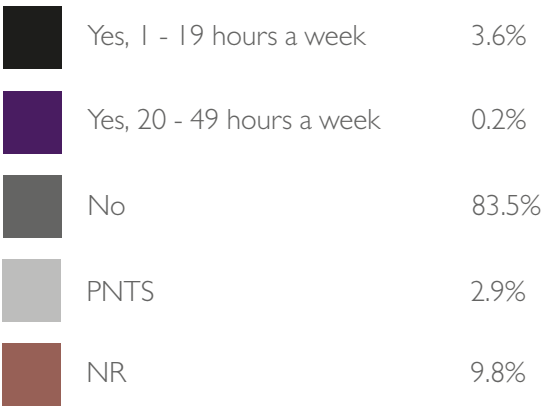 Yes, 1 - 19 hours a week 3.6%
Yes, 20 - 49 hours a week 0.2%
No 83.5%
PNTS 2.9%
NR 9.8%